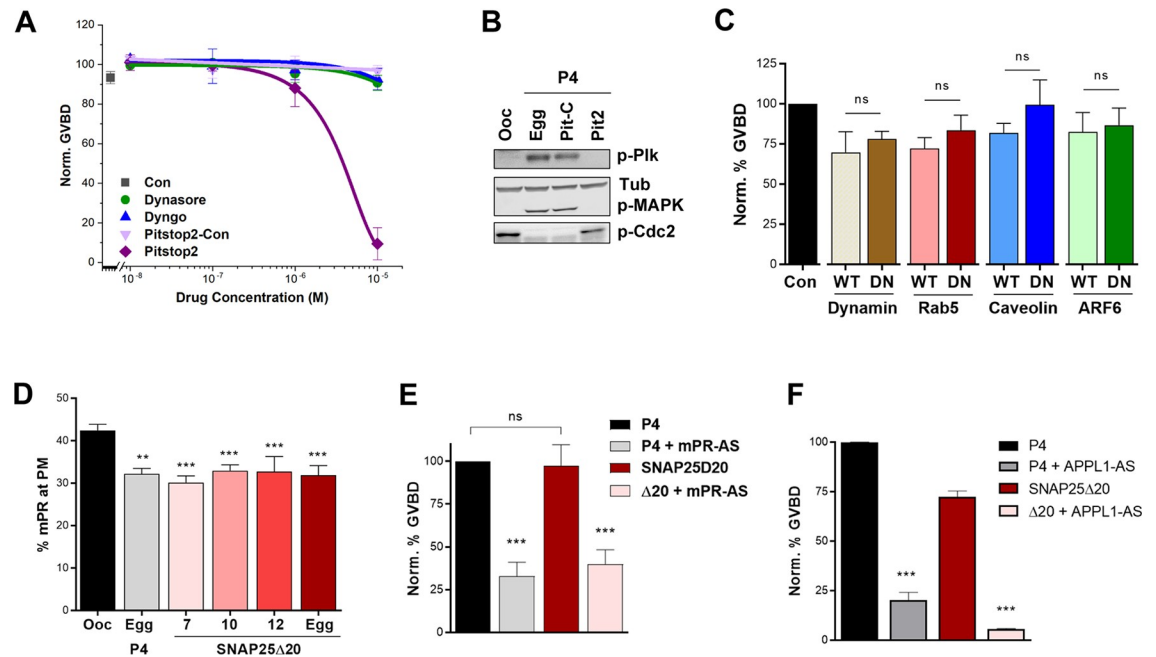 A
Norm. GVBD
120
100
80
60
40
20
0
10-8
10-7
10-6
10-5
Drug Concentration (M)
Con
Dynasore
Dyngo
Pitstop2-Con
Pitstop2
B
P4
Ooc
Egg
Pit-C
Pit2
p-Plk
Tub
p-MAPK
p-Cdc2
C
Norm. % GVBD
125
100
75
50
25
0
ns
ns
ns
ns
Con
WT DN WT DN WT DN WT DN
Dynamin Rab5 Caveolin ARF6
D
% mPR at PM
50
40
30
20
10
0
** *** *** *** ***
Ooc Egg 7 10 12 Egg
P4 SNAP25Δ20
E
Norm. % GVBD
100
75
50
25
0
ns
***
***
P4
P4 + mPR-AS
SNAP25D20
Δ20 + mPR-AS
F
Norm. % GVBD
100
75
50
25
0
***
***
P4
P4 + APPL1-AS
SNAP25Δ20
Δ20 + APPL1-AS